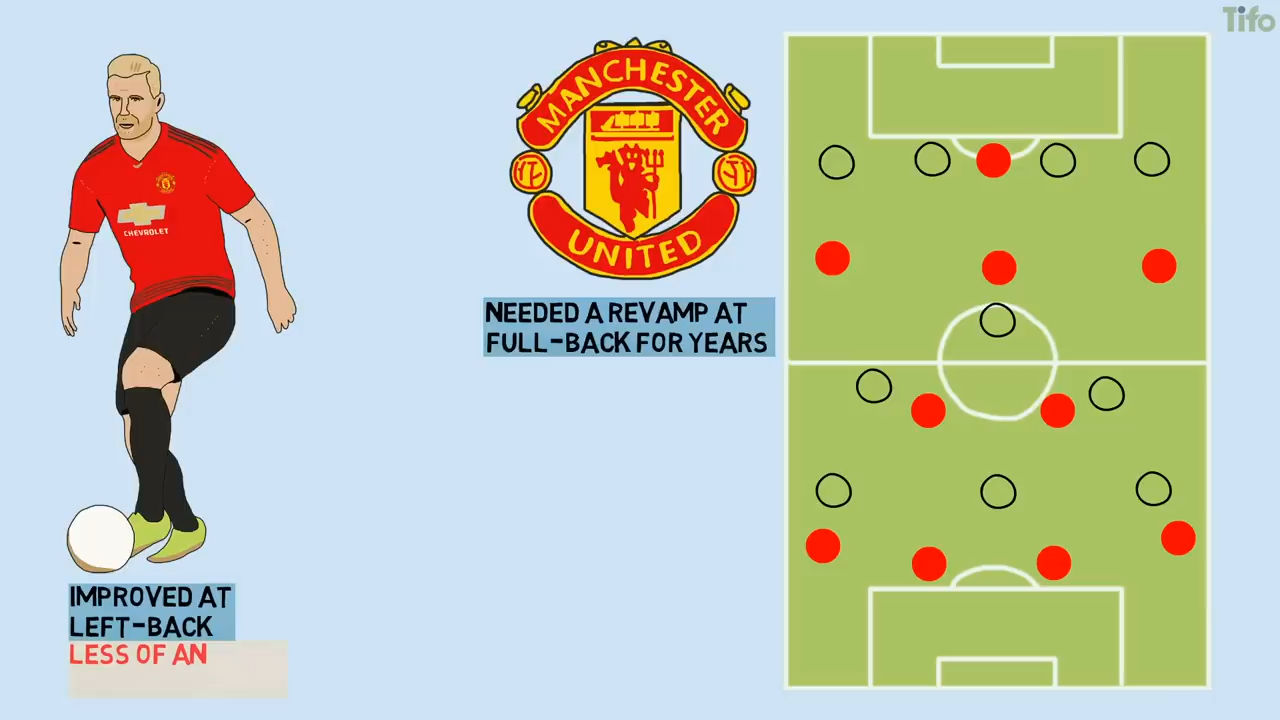 Tifo
MANCHESTER
UNITED
CHEVROLET
NEEDED A REVAMP AT
FULL-BACK FOR YEARS
IMPROVED AT
LEFT-BACK
LESS OF AN